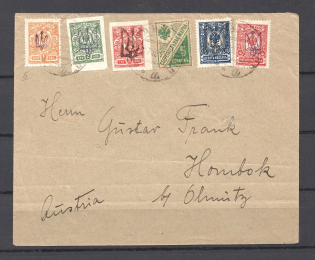 Herrn
Gustav Frank
Hombok
b/ Olmütz
Austria